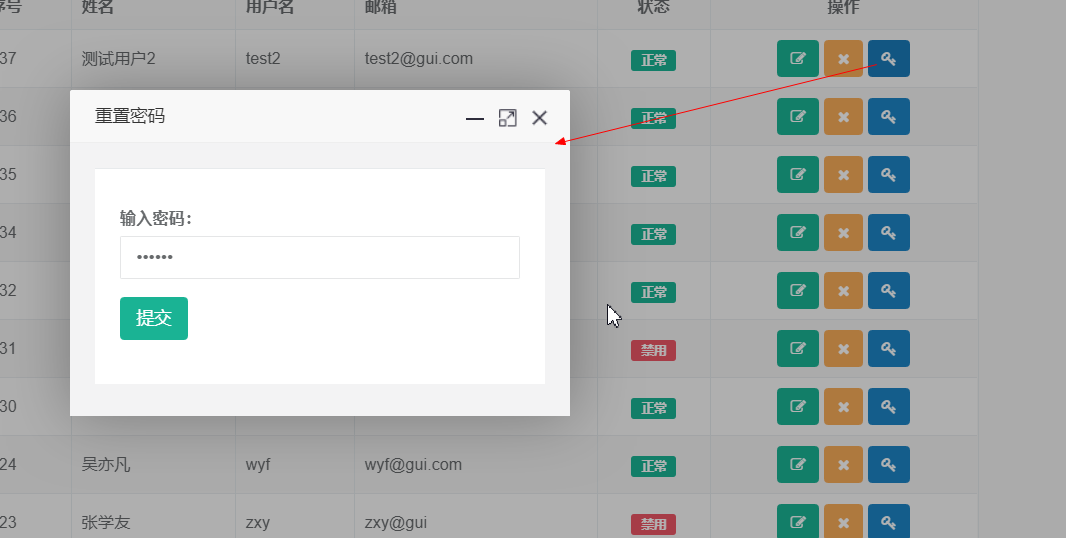 序号 姓名 用户名 邮箱 状态 操作
37 测试用户2 test2 test2@gui.com 正常
36 正常
重置密码
35 正常
输入密码:
34 正常
••••••
32 正常
提交
31 禁用
30 正常
24 吴亦凡 wyf wyf@gui.com 正常
23 张学友 zxy zxy@gui 禁用